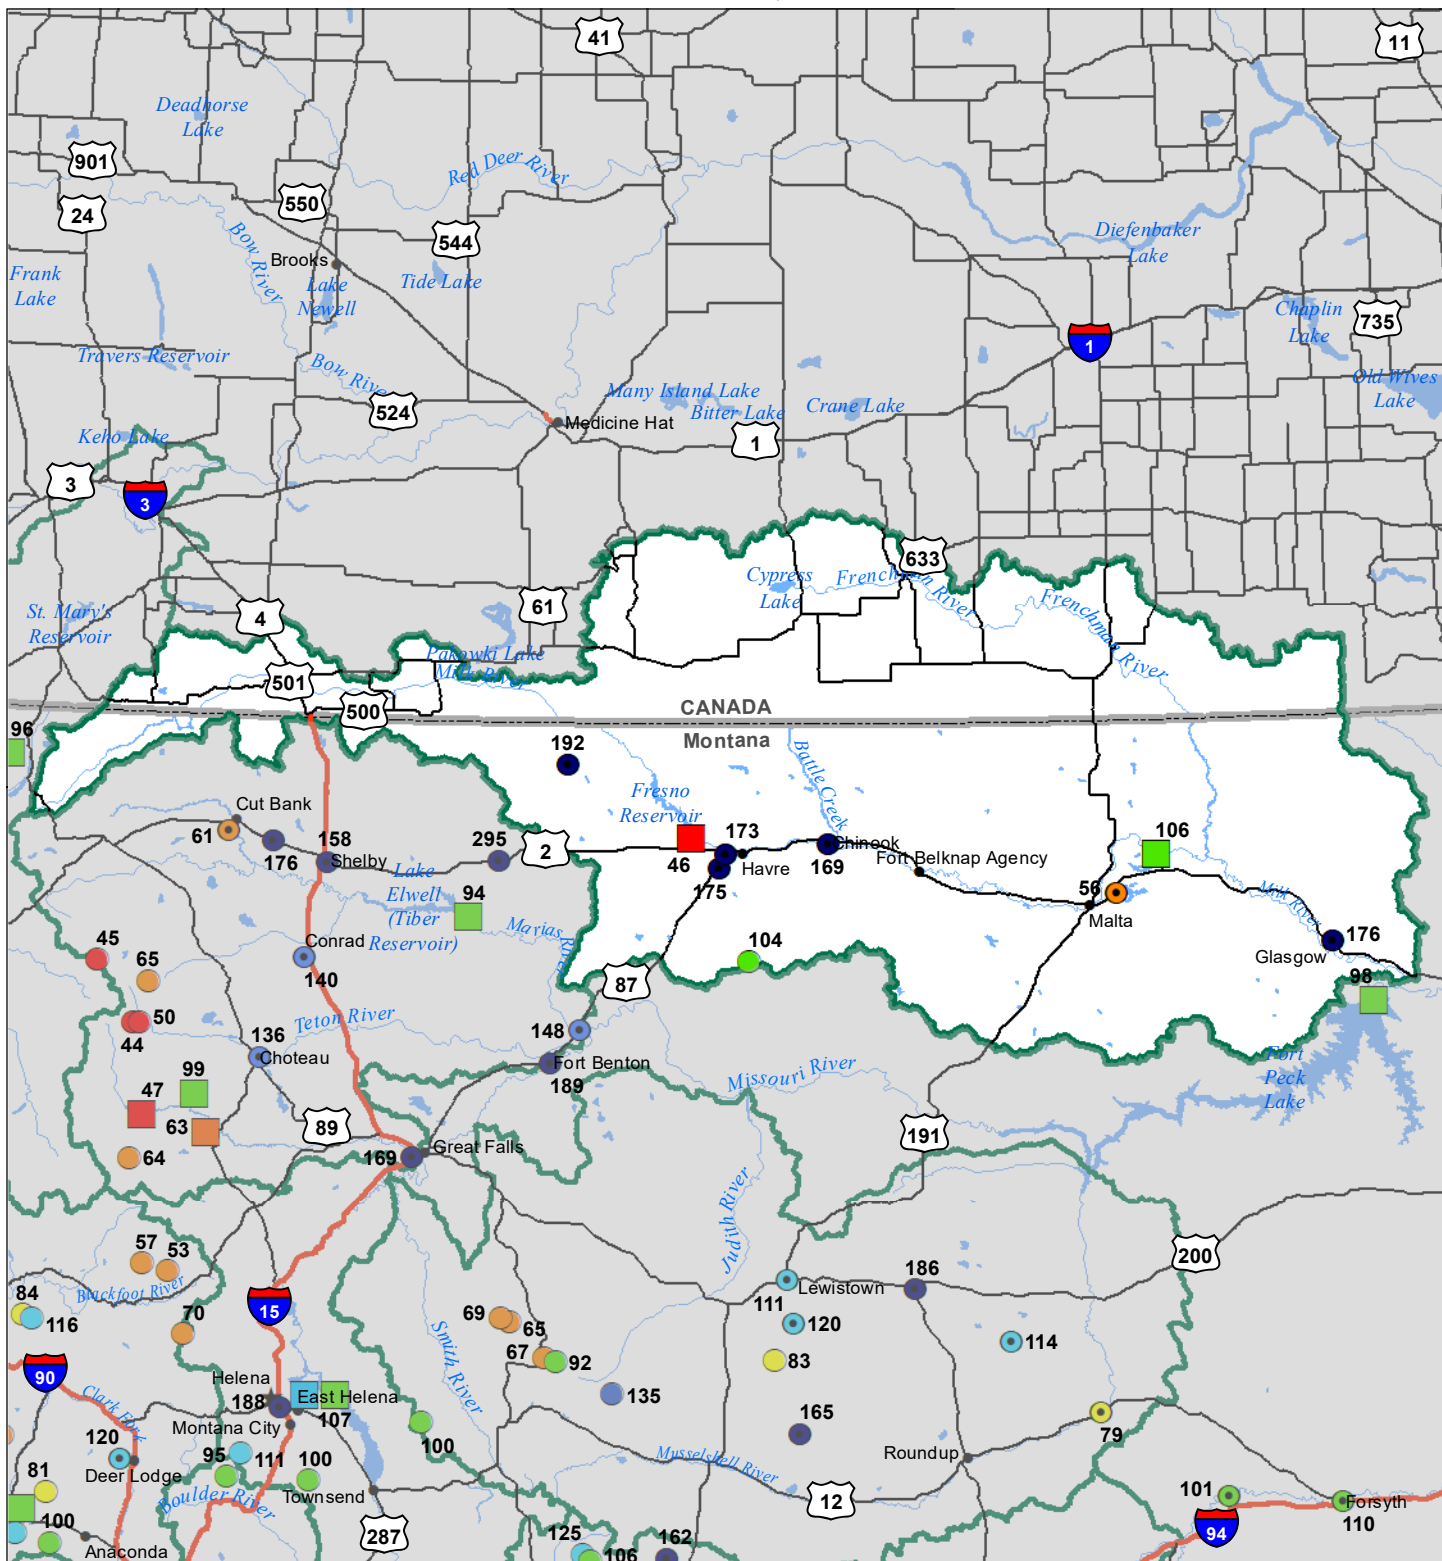 41
11
Deadhorse
Lake
901
Red Deer River
550
24
544
Bow River
Diefenbaker
Lake
Brooks
Frank
Lake
Tide Lake
Lake
Newell
Chaplin
Lake
735
1
Travers Reservoir
Bow River
Many Island Lake
Bitter Lake
Crane Lake
Old Wives
Lake
524
Medicine Hat
1
Keho Lake
3
3
633
Cypress
Lake
Frenchman River
Frenchman River
61
4
St. Mary's
Reservoir
Pakowki Lake
Milk River
501
500
CANADA
Montana
96
192
Battle Creek
Fresno
Reservoir
Cut Bank
61
176
158
Shelby
295
2
46
173
175
Havre
Chinook
169
Fort Belknap Agency
106
56
Malta
Milk River
176
Glasgow
98
Lake
Elwell
(Tiber
Reservoir)
94
Marias River
45
65
Conrad
140
104
87
50
44
Teton River
148
136
Choteau
Fort Benton
189
Missouri River
Fort
Peck
Lake
99
47
63
89
191
64
169
Great Falls
Judith River
57
53
200
Blackfoot River
84
116
70
15
186
Lewistown
111
120
69
65
67
92
83
114
Smith River
90
Helena
188
East Helena
107
135
Clark Fork
Montana City
165
79
120
Deer Lodge
95
111
100
100
Roundup
Musselshell River
81
Townsend
Boulder River
12
101
Forsyth
110
94
287
100
Anaconda
125
106
162